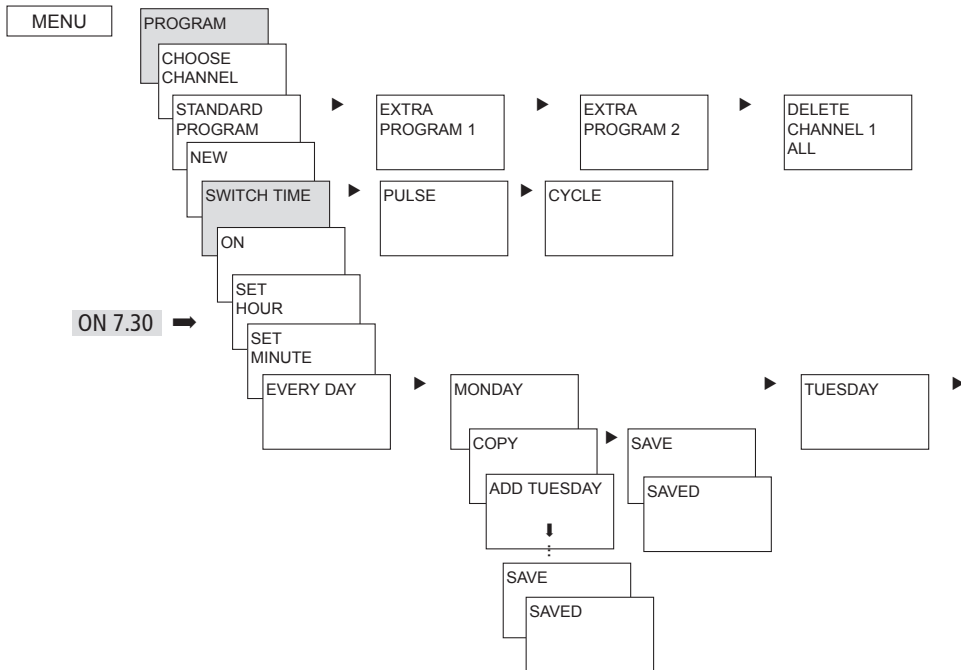 MENU
PROGRAM
CHOOSE
CHANNEL
STANDARD
PROGRAM
EXTRA
PROGRAM 1
EXTRA
PROGRAM 2
DELETE
CHANNEL 1
ALL
NEW
SWITCH TIME
PULSE
CYCLE
ON
SET
HOUR
ON 7.30
SET
MINUTE
EVERY DAY
MONDAY
TUESDAY
COPY
SAVE
ADD TUESDAY
SAVED
SAVE
SAVED